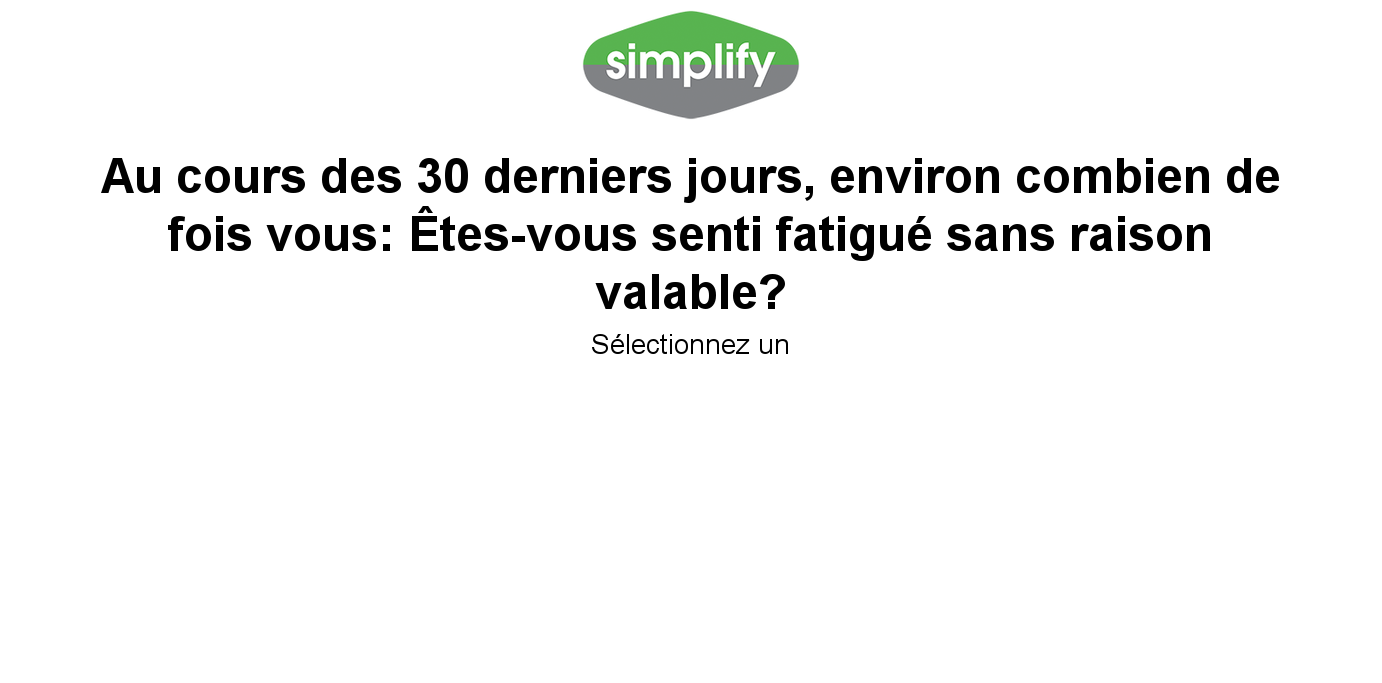 simplify
Au cours des 30 derniers jours, environ combien de
fois vous: Êtes-vous senti fatigué sans raison
valable?
Sélectionnez un